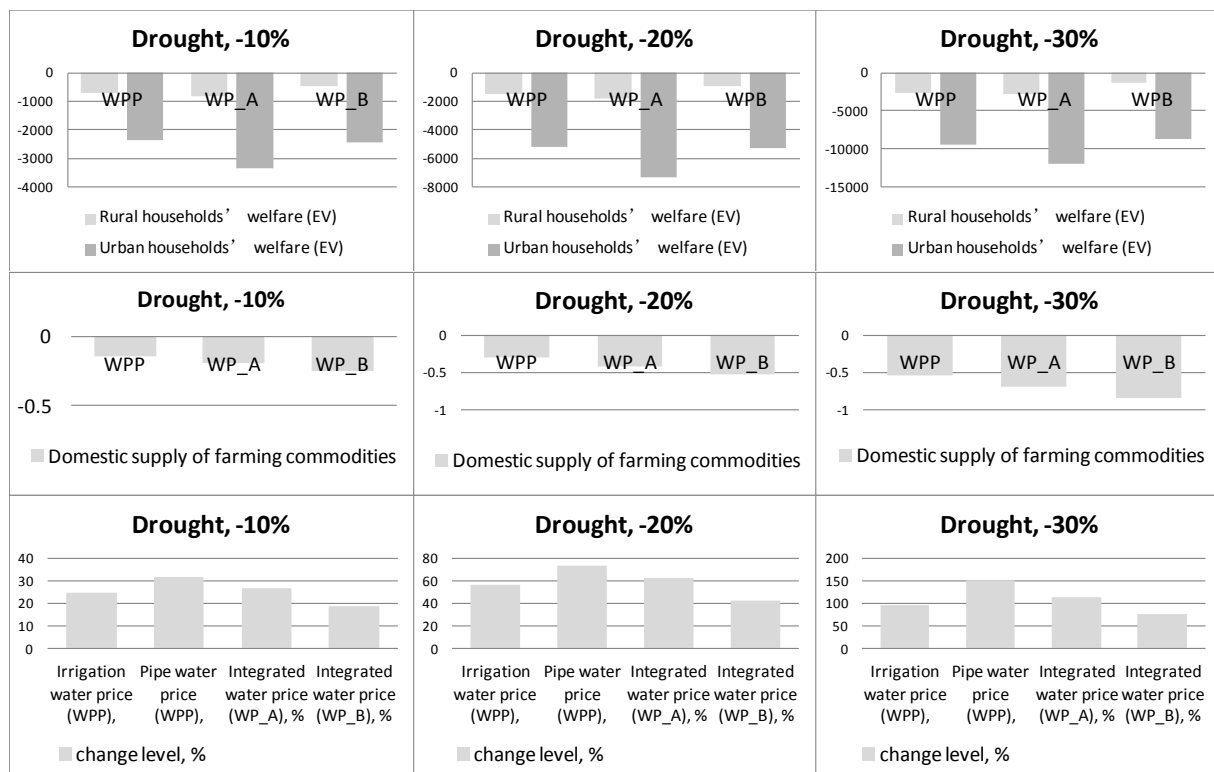 Drought, -10%
0
-1000
-2000
-3000
-4000
WPP
WP_A
WP_B
Rural households’ welfare (EV)
Urban households’ welfare (EV)
Drought, -20%
0
-2000
-4000
-6000
-8000
WPP
WP_A
WPB
Rural households’ welfare (EV)
Urban households’ welfare (EV)
Drought, -30%
0
-5000
-10000
-15000
WPP
WP_A
WPB
Rural households’ welfare (EV)
Urban households’ welfare (EV)
Drought, -10%
0
-0.5
WPP
WP_A
WP_B
Domestic supply of farming commodities
Drought, -20%
0
-0.5
-1
WPP
WP_A
WP_B
Domestic supply of farming commodities
Drought, -30%
0
-0.5
-1
WPP
WP_A
WP_B
Domestic supply of farming commodities
Drought, -10%
40
30
20
10
0
Irrigation
water price
(WPP),
Pipe water
price
(WPP),
Integrated
water price
(WP_A), %
Integrated
water price
(WP_B), %
change level, %
Drought, -20%
80
60
40
20
0
Irrigation
water price
(WPP),
Pipe water
price
(WPP),
Integrated
water price
(WP_A), %
Integrated
water price
(WP_B), %
change level, %
Drought, -30%
200
150
100
50
0
Irrigation
water price
(WPP),
Pipe water
price
(WPP),
Integrated
water price
(WP_A), %
Integrated
water price
(WP_B), %
change level, %